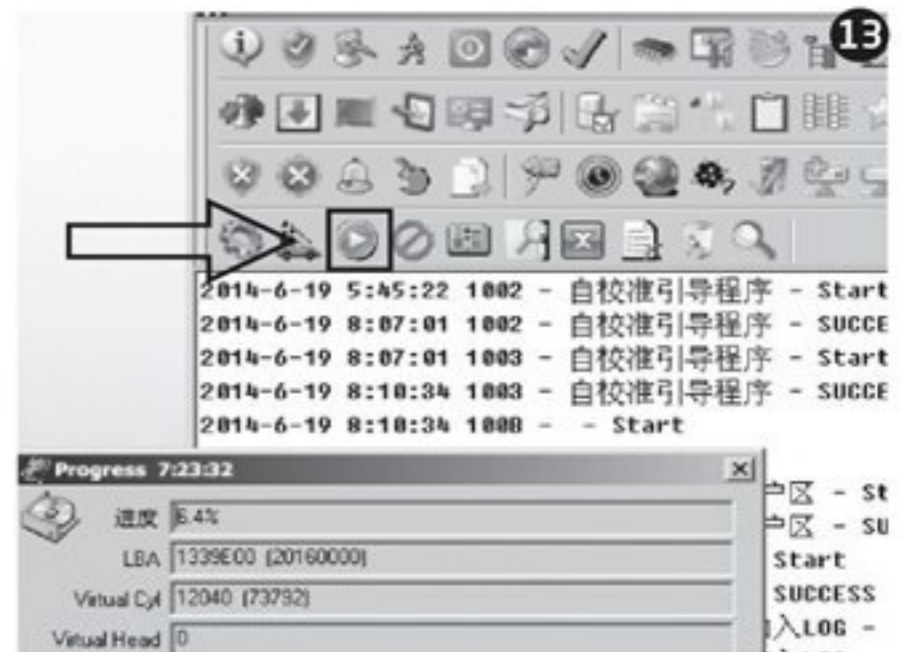 13
2014-6-19 5:45:22 1002 - 自校准引导程序 - Start
2014-6-19 8:07:01 1002 - 自校准引导程序 - SUCCE
2014-6-19 8:07:01 1003 - 自校准引导程序 - Start
2014-6-19 8:10:34 1003 - 自校准引导程序 - SUCCE
2014-6-19 8:10:34 100B - - Start
Progress 7:23:32
区 - St
区 - SU
Start
SUCCESS
入LOG -
进度 6.4%
LBA 1339E00 (20160000)
Virtual Cyl 12040 (73792)
Virtual Head 0